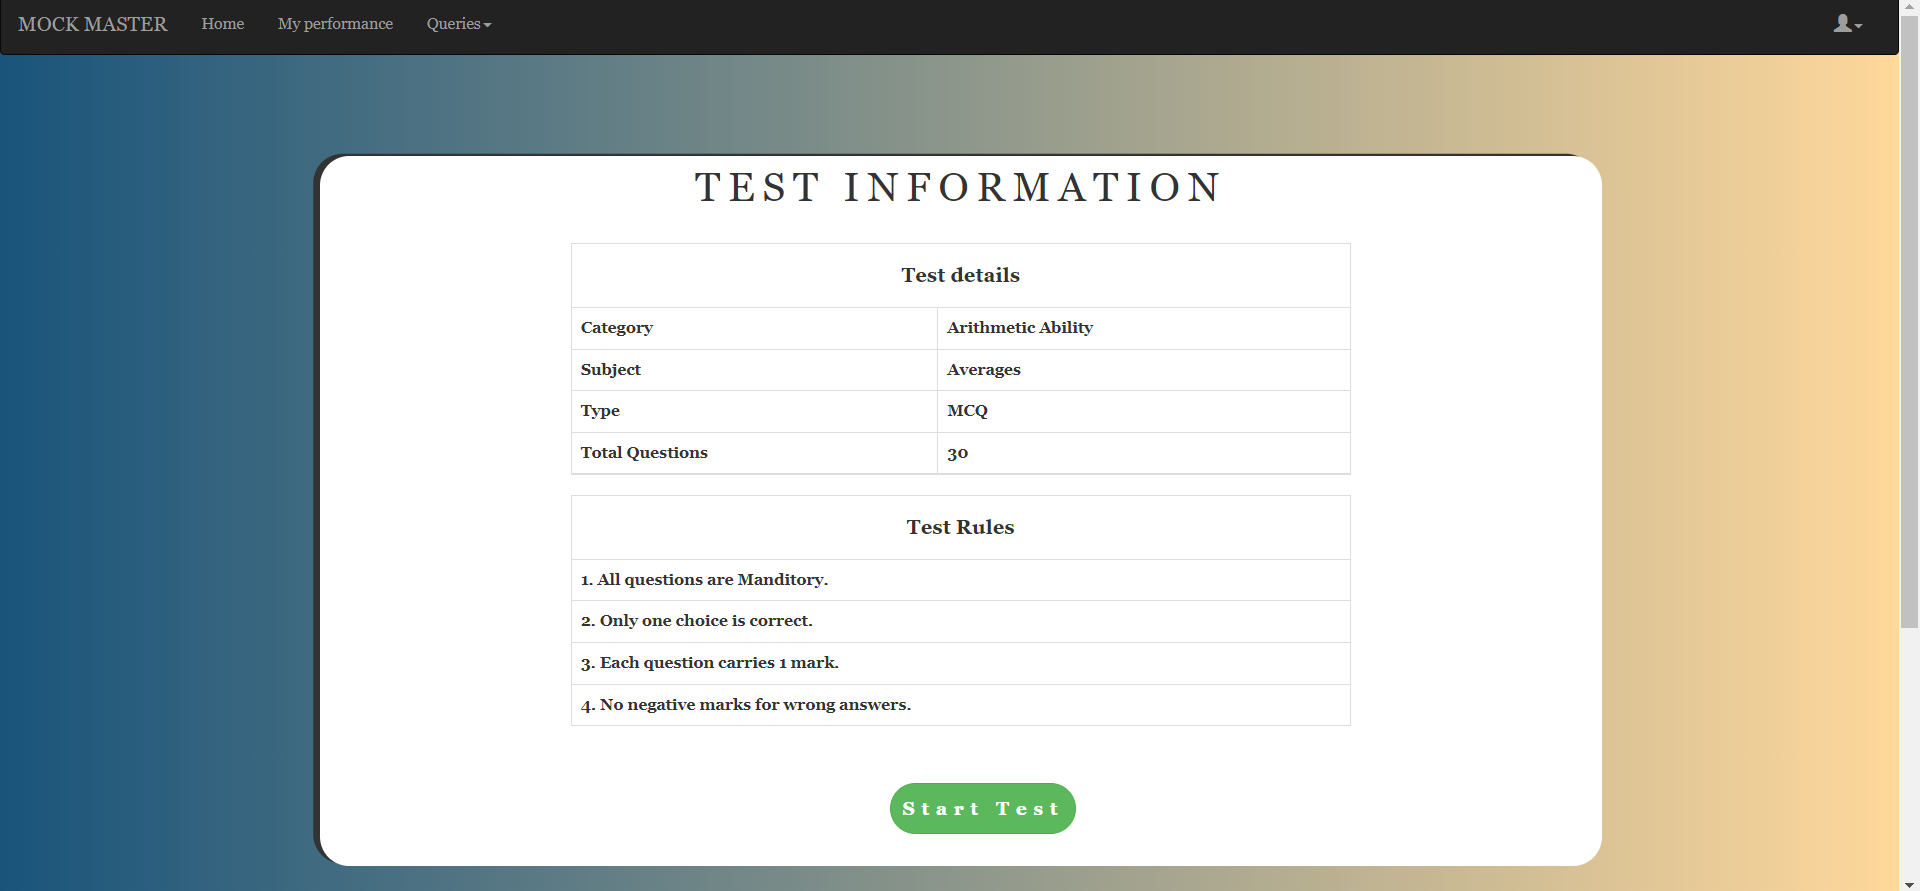 MOCK MASTER Home My performance Queries
TEST INFORMATION
Test details
Category Arithmetic Ability
Subject Averages
Type MCQ
Total Questions 30
Test Rules
1. All questions are Manditory.
2. Only one choice is correct.
3. Each question carries 1 mark.
4. No negative marks for wrong answers.
Start Test